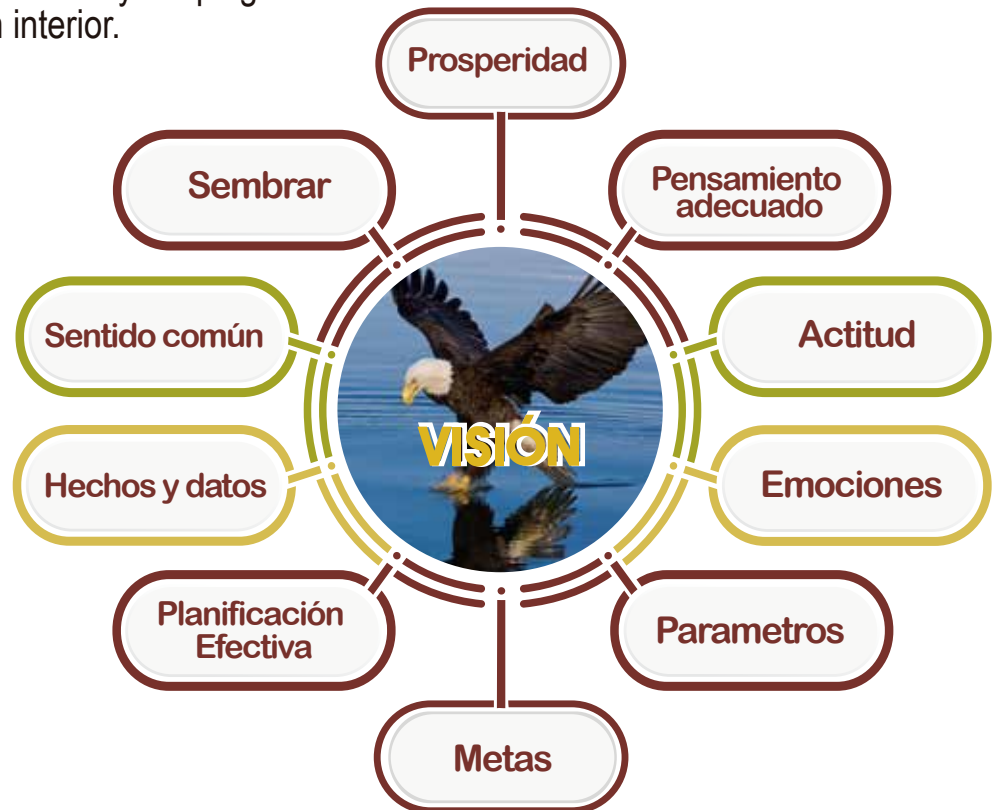 n interior.
Prosperidad
Sembrar
Pensamiento
adecuado
Sentido común
Actitud
VISIÓN
Hechos y datos
Emociones
Planificación
Efectiva
Parametros
Metas